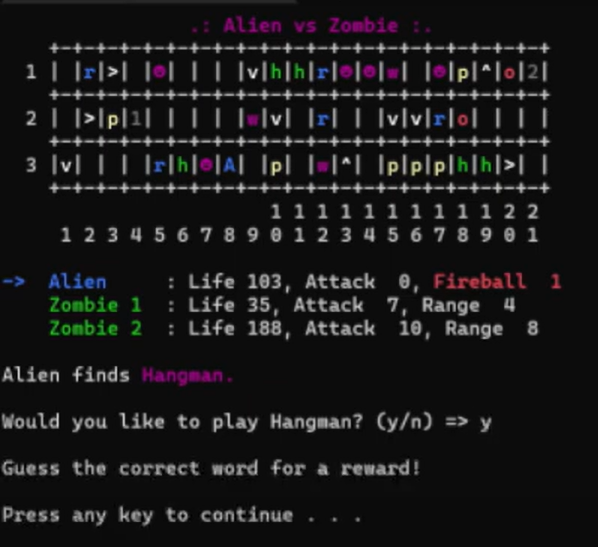 .: Alien vs Zombie :.
+-+-+-+-+-+-+-+-+-+-+-+-+-+-+-+-+-+-+-+-+-+
1 | |r|>| |☻| | | |v|h|h|r|☻|☻|w| |☻|p|^|o|2|
+-+-+-+-+-+-+-+-+-+-+-+-+-+-+-+-+-+-+-+-+-+
2 | |>|p|1| | | | |w|v| |r| | |v|v|r|o| | | |
+-+-+-+-+-+-+-+-+-+-+-+-+-+-+-+-+-+-+-+-+-+
3 |v| | | |r|h|☻|A| |p| |w|^| |p|p|p|h|h|>| |
+-+-+-+-+-+-+-+-+-+-+-+-+-+-+-+-+-+-+-+-+-+
1 1 1 1 1 1 1 1 1 1 2 2
1 2 3 4 5 6 7 8 9 0 1 2 3 4 5 6 7 8 9 0 1
-> Alien : Life 103, Attack 0, Fireball 1
Zombie 1 : Life 35, Attack 7, Range 4
Zombie 2 : Life 188, Attack 10, Range 8
Alien finds Hangman.
Would you like to play Hangman? (y/n) => y
Guess the correct word for a reward!
Press any key to continue . . .